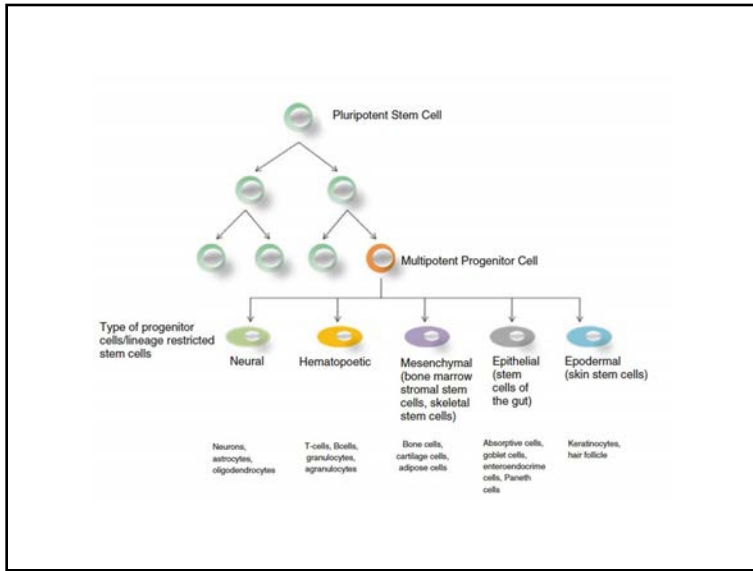 Pluripotent Stem Cell
Multipotent Progenitor Cell
Type of progenitor
cells/lineage restricted
stem cells
Neural
Hematopoetic
Mesenchymal
(bone marrow
stromal stem
cells, skeletal
stem cells)
Epithelial
(stem
cells of
the gut)
Epodermal
(skin stem cells)
Neurons,
astrocytes,
oligodendrocytes
T-cells, Bcells,
granulocytes,
agranulocytes
Bone cells,
cartilage cells,
adipose cells
Absorptive cells,
goblet cells,
enteroendocrime
cells, Paneth
cells
Keratinocytes,
hair follicle